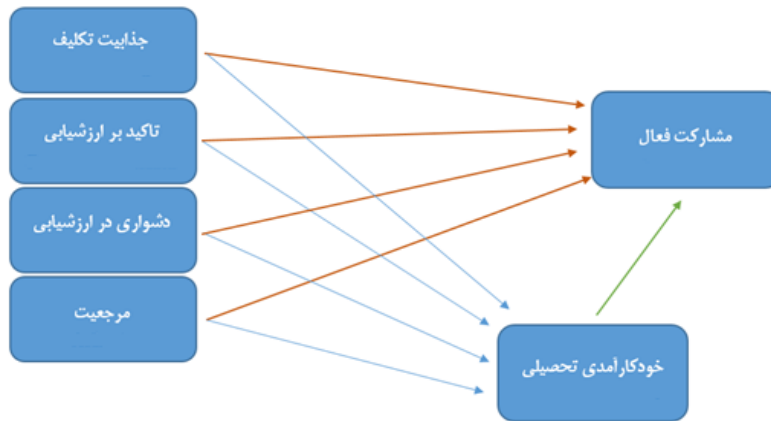 جذابیت تکلیف
تاکید بر ارزشیابی
دشواری در ارزشیابی
مرجعیت
مشارکت فعال
خودکارآمدی تحصیلی